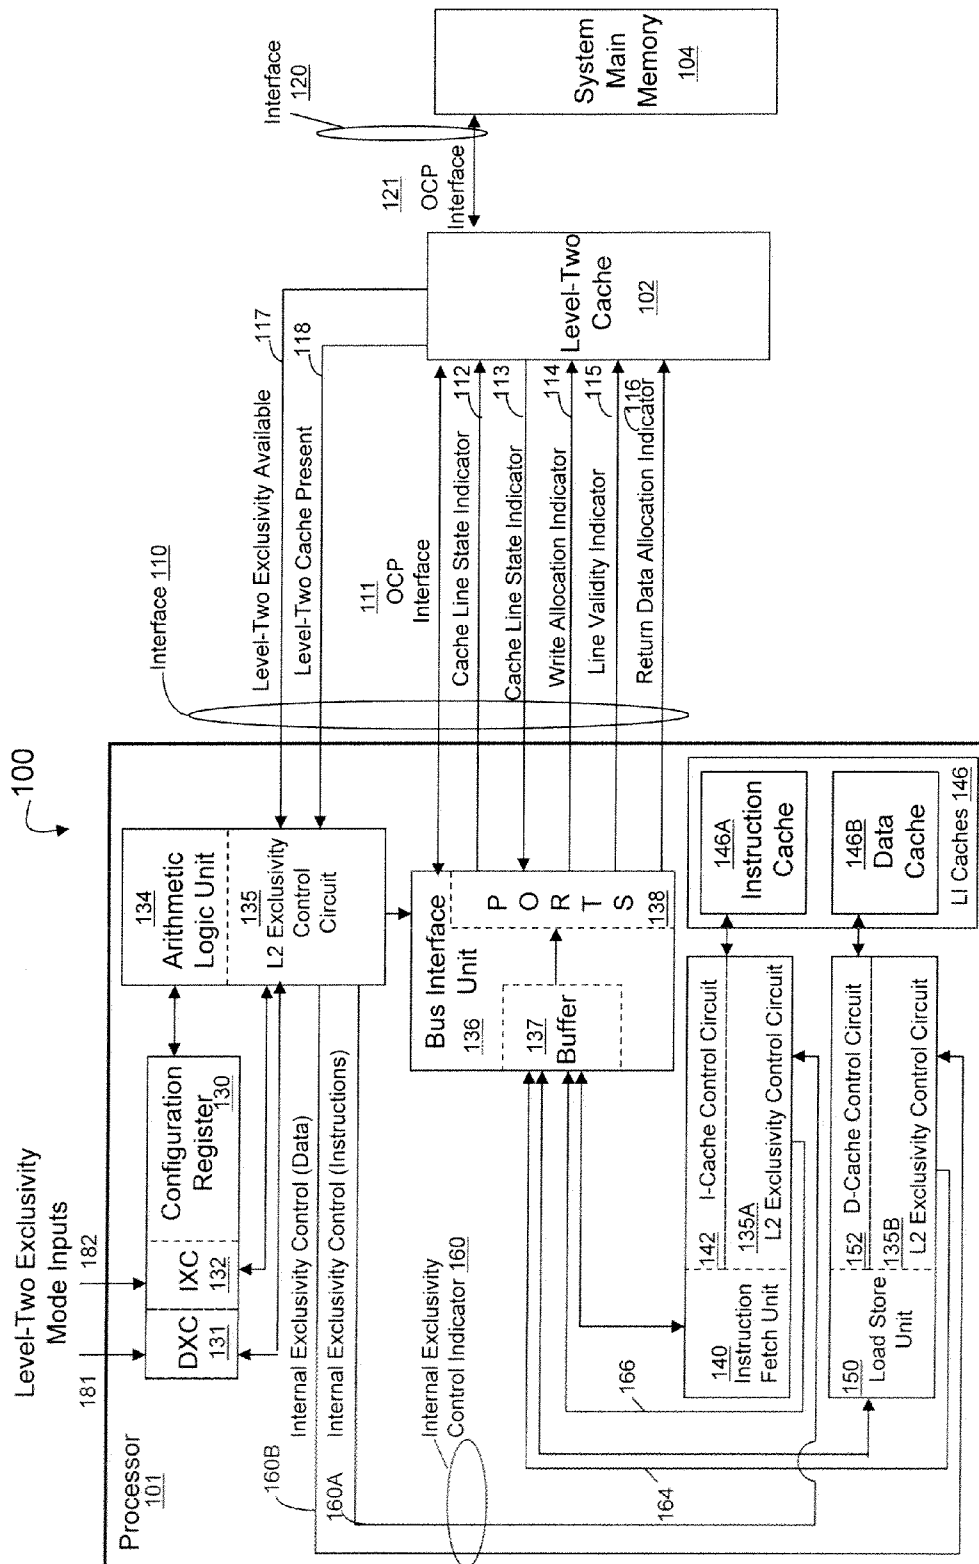 100
Level-Two Exclusivity
Mode Inputs
181
182
Processor
101
DXC
131
IXC
132
Configuration
Register
130
Arithmetic
Logic Unit
134
135
L2 Exclusivity
Control
Circuit
160B
160A
Internal Exclusivity Control (Data)
Internal Exclusivity Control (Instructions)
Internal Exclusivity
Control Indicator 160
Bus Interface
Unit
136
137
Buffer
PORTS
138
164
166
140
Instruction
Fetch Unit
142
I-Cache Control Circuit
135A
L2 Exclusivity Control Circuit
150
Load Store
Unit
152
D-Cache Control Circuit
135B
L2 Exclusivity Control Circuit
146A
Instruction
Cache
146B
Data
Cache
LI Caches 146
Interface 110
Level-Two Exclusivity Available
117
Level-Two Cache Present
118
111
OCP
Interface
Cache Line State Indicator
112
Cache Line State Indicator
113
Write Allocation Indicator
114
Line Validity Indicator
115
Return Data Allocation Indicator
116
Level-Two
Cache
102
121
OCP
Interface
Interface
120
System
Main
Memory
104